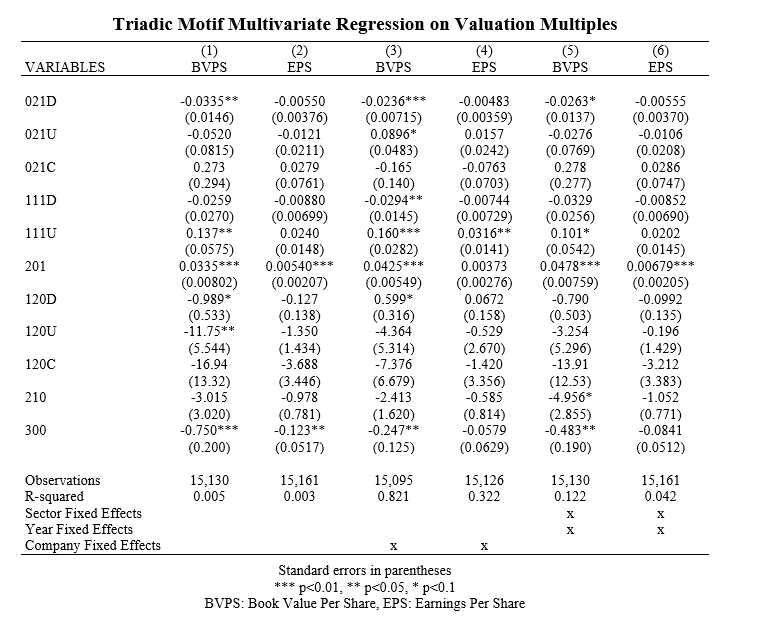 Triadic Motif Multivariate Regression on Valuation Multiples
(1) (2) (3) (4) (5) (6)
VARIABLES BVPS EPS BVPS EPS BVPS EPS
021D -0.0335** -0.00550 -0.0236*** -0.00483 -0.0263* -0.00555
(0.0146) (0.00376) (0.00715) (0.00359) (0.0137) (0.00370)
021U -0.0520 -0.0121 0.0896* 0.0157 -0.0276 -0.0106
(0.0815) (0.0211) (0.0483) (0.0242) (0.0769) (0.0208)
021C 0.273 0.0279 -0.165 -0.0763 0.278 0.0286
(0.294) (0.0761) (0.140) (0.0703) (0.277) (0.0747)
111D -0.0259 -0.00880 -0.0294** -0.00744 -0.0329 -0.00852
(0.0270) (0.00699) (0.0145) (0.00729) (0.0256) (0.00690)
111U 0.137** 0.0240 0.160*** 0.0316** 0.101* 0.0202
(0.0575) (0.0148) (0.0282) (0.0141) (0.0542) (0.0145)
201 0.0335*** 0.00540*** 0.0425*** 0.00373 0.0478*** 0.00679***
(0.00802) (0.00207) (0.00549) (0.00276) (0.00759) (0.00205)
120D -0.989* -0.127 0.599* 0.0672 -0.790 -0.0992
(0.533) (0.138) (0.316) (0.158) (0.503) (0.135)
120U -11.75** -1.350 -4.364 -0.529 -3.254 -0.196
(5.544) (1.434) (5.314) (2.670) (5.296) (1.429)
120C -16.94 -3.688 -7.376 -1.420 -13.91 -3.212
(13.32) (3.446) (6.679) (3.356) (12.53) (3.383)
210 -3.015 -0.978 -2.413 -0.585 -4.956* -1.052
(3.020) (0.781) (1.620) (0.814) (2.855) (0.771)
300 -0.750*** -0.123** -0.247** -0.0579 -0.483** -0.0841
(0.200) (0.0517) (0.125) (0.0629) (0.190) (0.0512)
Observations 15,130 15,161 15,095 15,126 15,130 15,161
R-squared 0.005 0.003 0.821 0.322 0.122 0.042
Sector Fixed Effects x x
Year Fixed Effects x x
Company Fixed Effects x x
Standard errors in parentheses
*** p<0.01, ** p<0.05, * p<0.1
BVPS: Book Value Per Share, EPS: Earnings Per Share